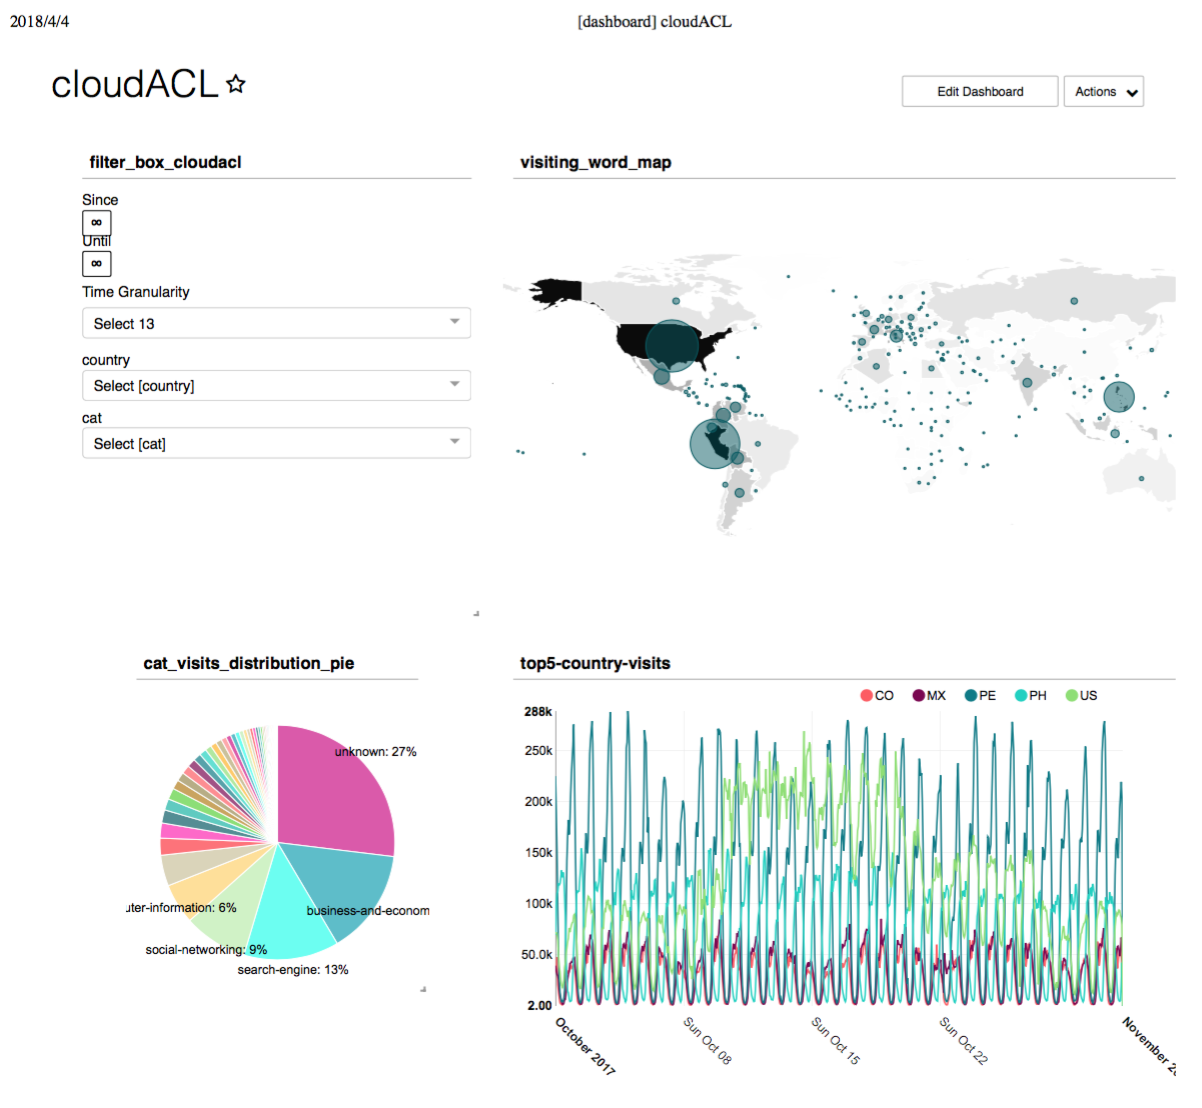 2018/4/4
[dashboard] cloudACL
cloudACL
Edit Dashboard
Actions
filter_box_cloudacl
Since
∞
Until
∞
Time Granularity
Select 13
country
Select [country]
cat
Select [cat]
visiting_word_map
cat_visits_distribution_pie
unknown: 27%
business-and-econom
uter-information: 6%
social-networking: 9%
search-engine: 13%
top5-country-visits
CO MX PE PH US
288k
250k
200k
150k
100k
50.0k
2.00
October 2017
Sun Oct 08
Sun Oct 15
Sun Oct 22
November 20